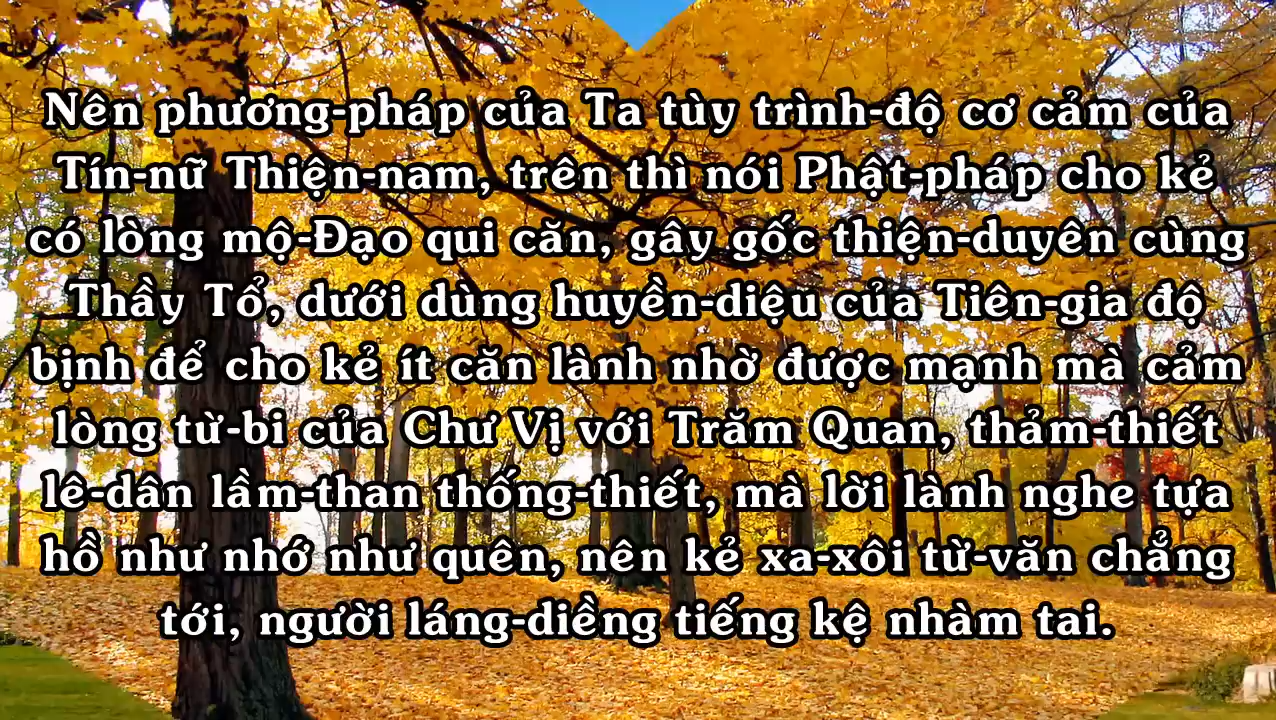 Nên phương-pháp của Ta tùy trình-độ cơ cảm của
Tín-nữ Thiện-nam, trên thì nói Phật-pháp cho kẻ
có lòng mộ-Đạo qui căn, gây gốc thiện-duyên cùng
Thầy Tổ, dưới dùng huyền-diệu của Tiên-gia độ
bịnh để cho kẻ ít căn lành nhờ được mạnh mà cảm
lòng từ-bi của Chư Vị với Trăm Quan, thảm-thiết
lê-dân lầm-than thống-thiết, mà lời lành nghe tựa
hồ như nhớ như quên, nên kẻ xa-xôi từ-văn chẳng
tới, người láng-diềng tiếng kệ nhàm tai.